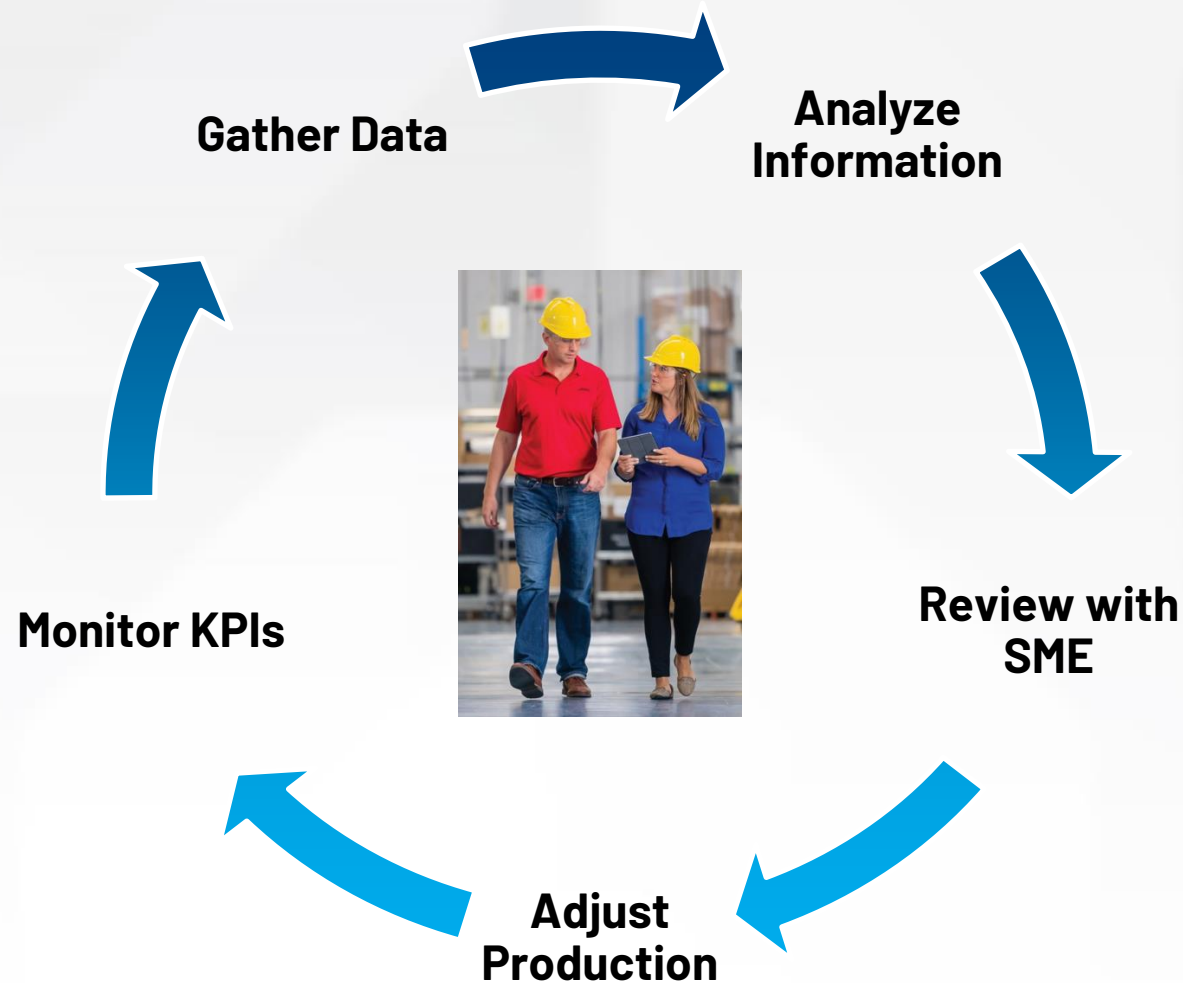 Gather Data
Analyze
Information
Review with
SME
Adjust
Production
Monitor KPIs